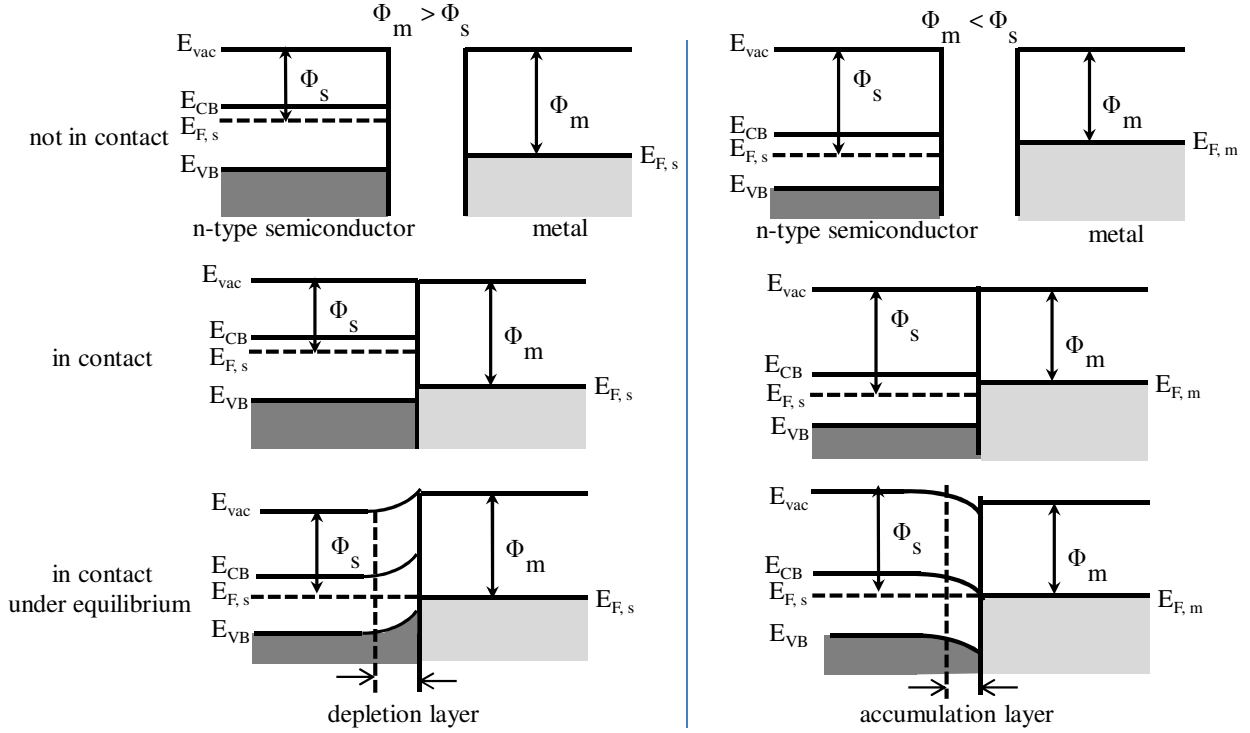 Φm > Φs
Evac
Φs
ECB
EF, s
EVB
Φm
EF, s
not in contact
n-type semiconductor
metal
Φm < Φs
Evac
Φs
ECB
EF, s
EVB
Φm
EF, m
n-type semiconductor
metal
in contact
Evac
Φs
ECB
EF, s
EVB
Φm
EF, s
Evac
Φs
ECB
EF, s
EVB
Φm
EF, m
in contact
under equilibrium
Evac
Φs
ECB
EF, s
EVB
Φm
EF, s
depletion layer
Evac
Φs
ECB
EF, s
EVB
Φm
EF, m
accumulation layer